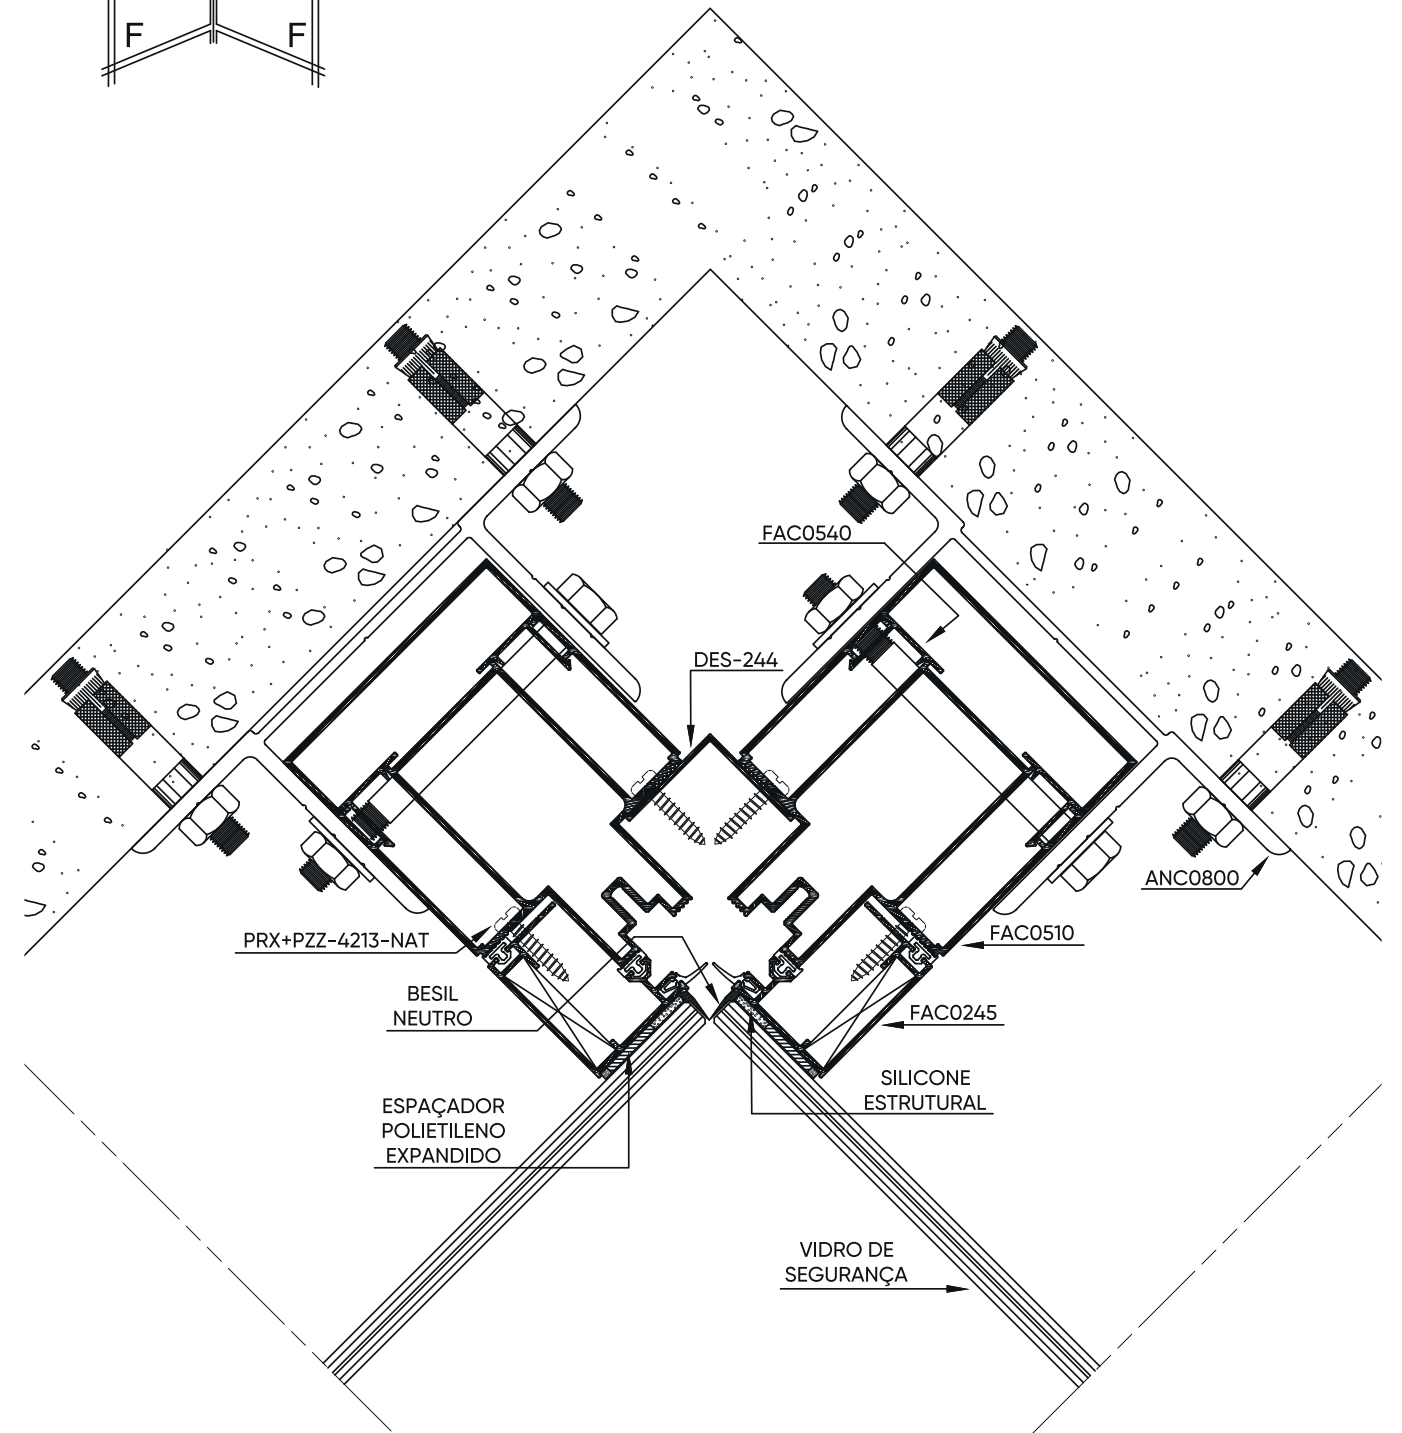 F
F
FAC0540
DES-244
ANC0800
PRX+PZZ-4213-NAT
FAC0510
BESIL
NEUTRO
FAC0245
SILICONE
ESTRUTURAL
ESPAÇADOR
POLIETILENO
EXPANDIDO
VIDRO DE
SEGURANÇA